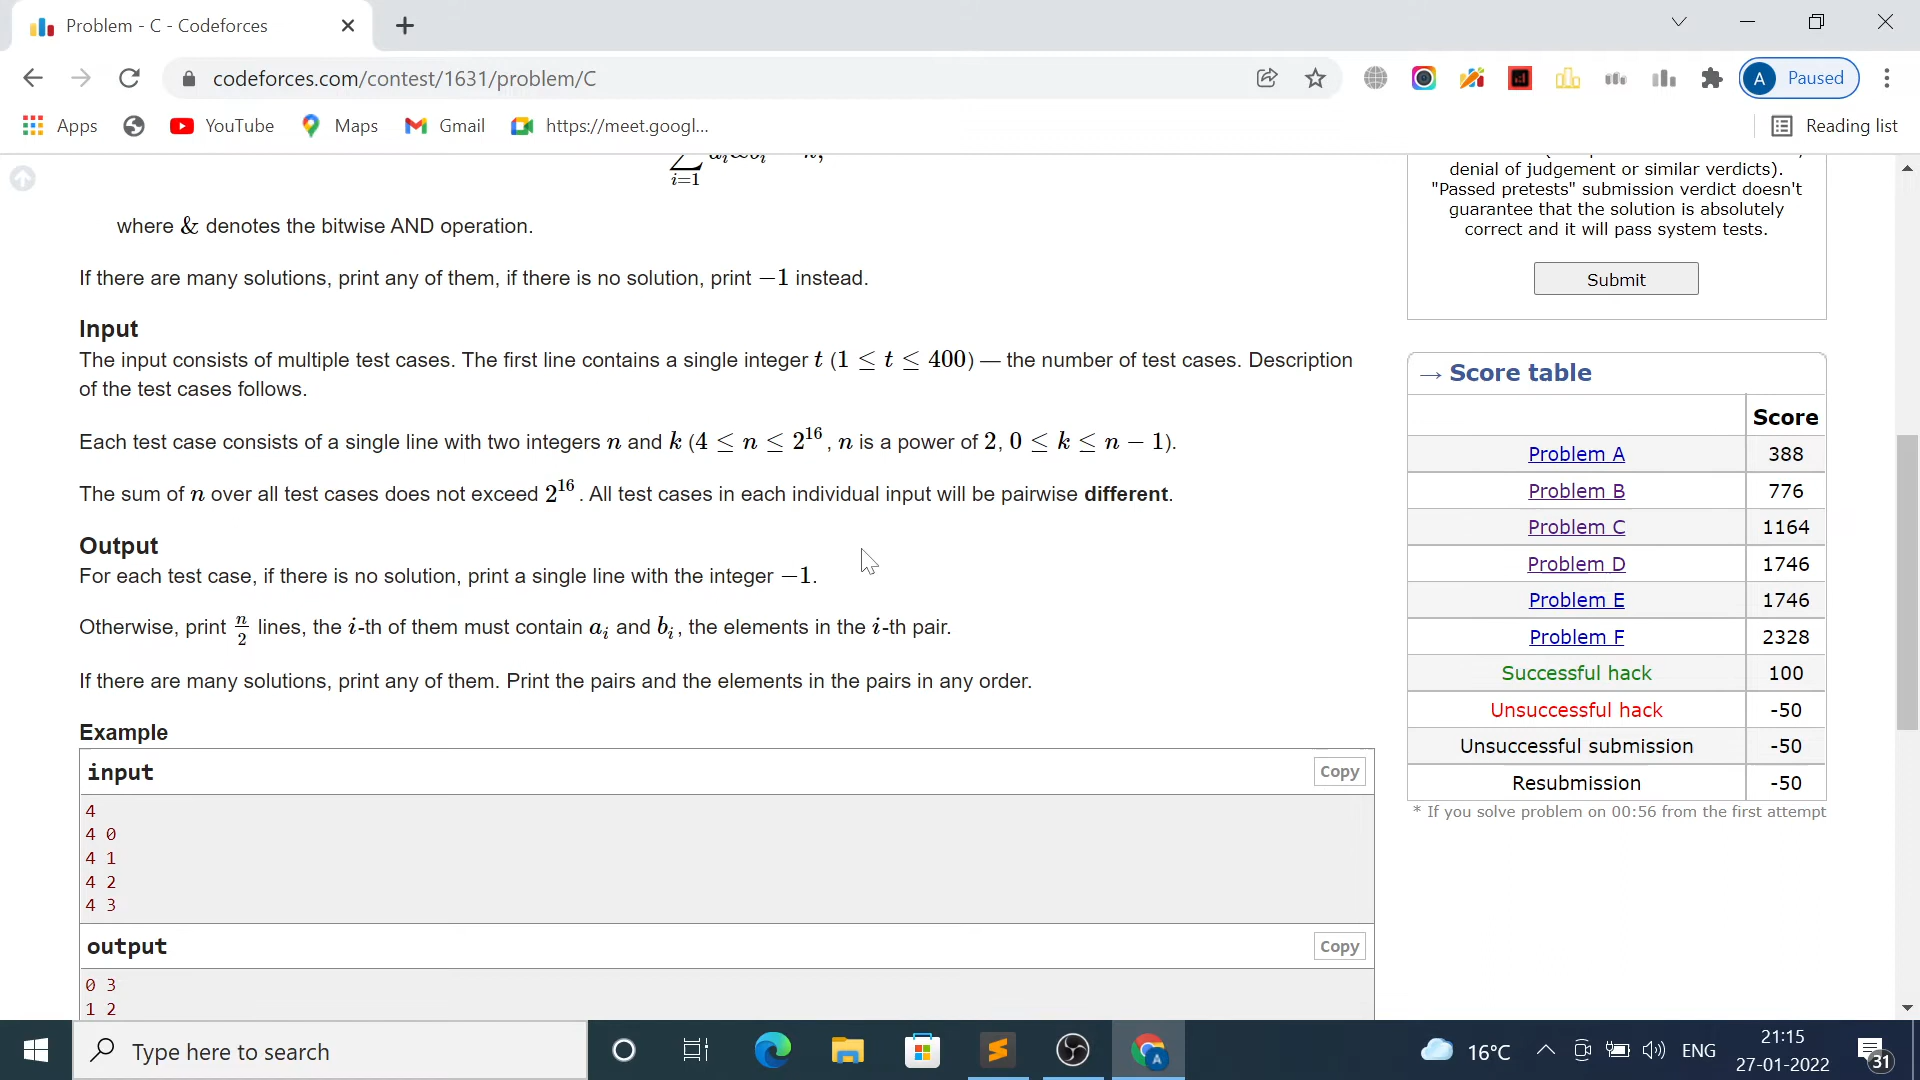 Problem - C - Codeforces
codeforces.com/contest/1631/problem/C
A Paused
Apps
YouTube
Maps
Gmail
https://meet.googl...
Reading list
i=1
where & denotes the bitwise AND operation.
If there are many solutions, print any of them, if there is no solution, print −1 instead.
Input
The input consists of multiple test cases. The first line contains a single integer t (1 ≤ t ≤ 400) — the number of test cases. Description
of the test cases follows.
Each test case consists of a single line with two integers n and k (4 ≤ n ≤ 2^16, n is a power of 2, 0 ≤ k ≤ n − 1).
The sum of n over all test cases does not exceed 2^16. All test cases in each individual input will be pairwise different.
Output
For each test case, if there is no solution, print a single line with the integer −1.
Otherwise, print n/2 lines, the i-th of them must contain a_i and b_i, the elements in the i-th pair.
If there are many solutions, print any of them. Print the pairs and the elements in the pairs in any order.
Example
input
Copy
4
4 0
4 1
4 2
4 3
output
Copy
0 3
1 2
denial of judgement or similar verdicts).
"Passed pretests" submission verdict doesn't
guarantee that the solution is absolutely
correct and it will pass system tests.
Submit
→ Score table
Score
Problem A 388
Problem B 776
Problem C 1164
Problem D 1746
Problem E 1746
Problem F 2328
Successful hack 100
Unsuccessful hack -50
Unsuccessful submission -50
Resubmission -50
* If you solve problem on 00:56 from the first attempt
Type here to search
A
16°C
ENG
21:15
27-01-2022
31